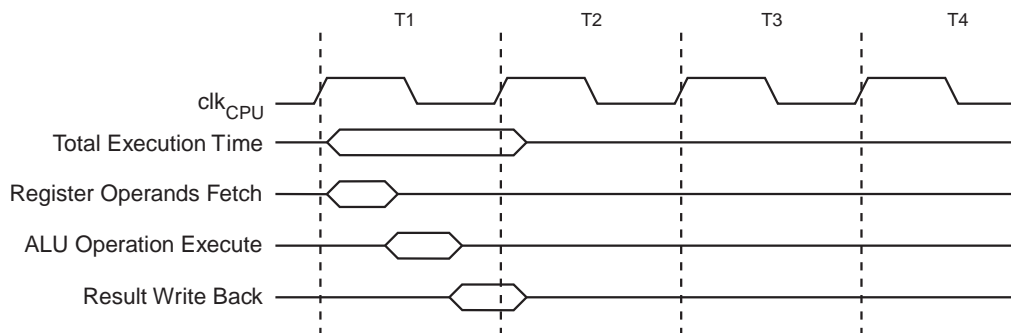 T1 T2 T3 T4
clkCPU
Total Execution Time
Register Operands Fetch
ALU Operation Execute
Result Write Back